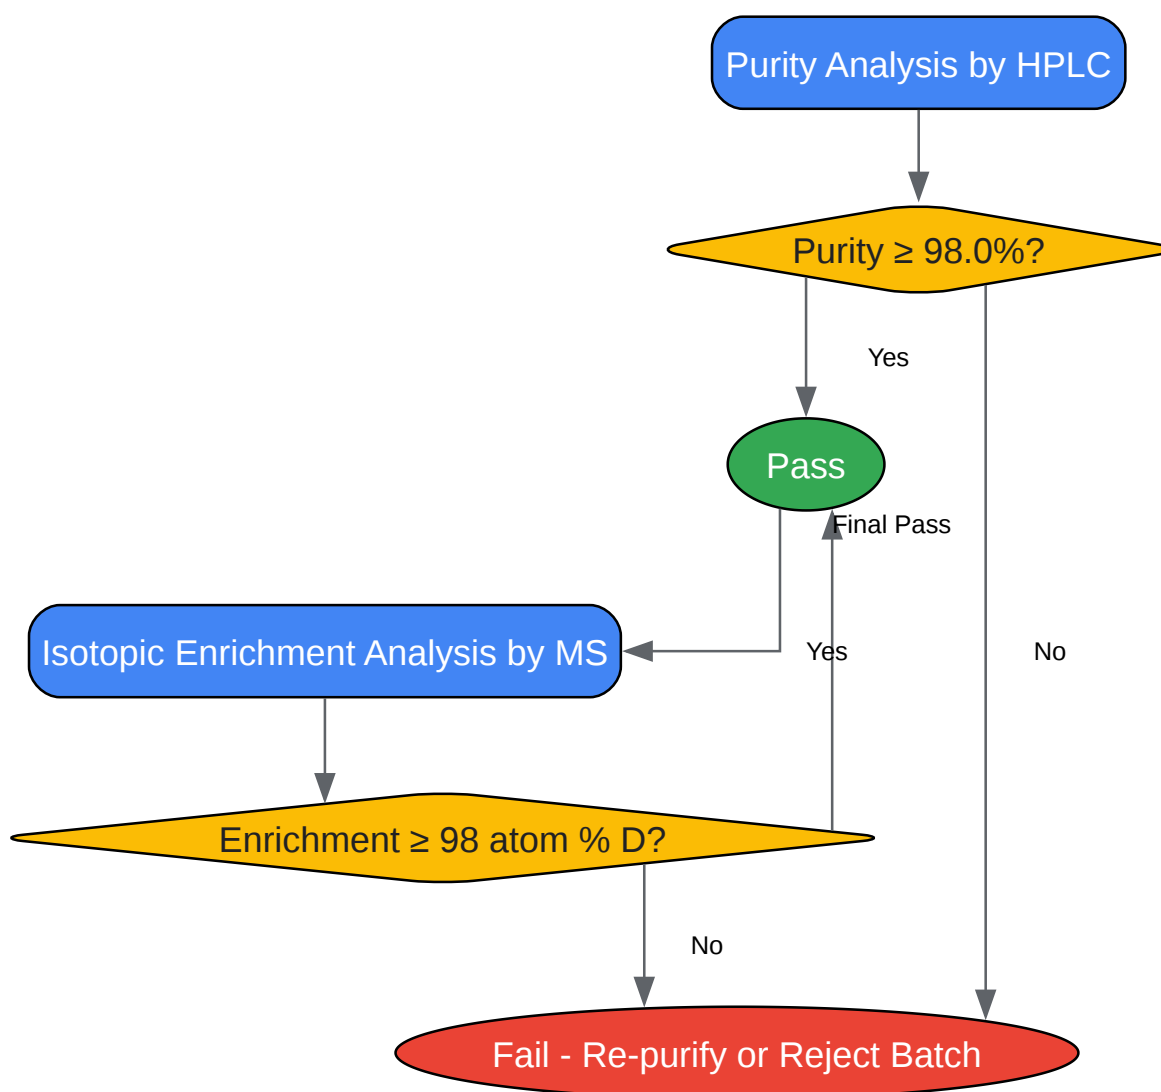 Purity Analysis by HPLC
Purity ≥ 98.0%?
Yes
Pass
Final Pass
Isotopic Enrichment Analysis by MS
Yes
No
Enrichment ≥ 98 atom % D?
No
Fail - Re-purify or Reject Batch